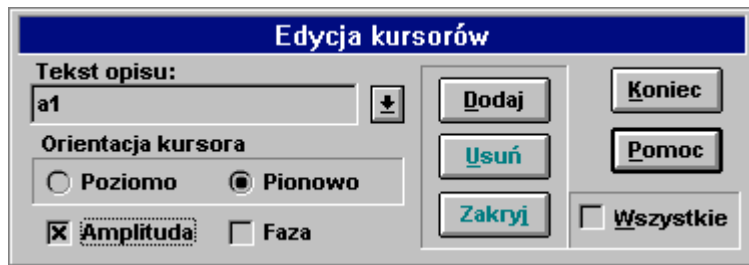 Edycja kursorów
Tekst opisu:
a1
Orientacja kursora
Poziomo
Pionowo
Amplituda
Faza
Dodaj
Usuń
Zakryj
Koniec
Pomoc
Wszystkie